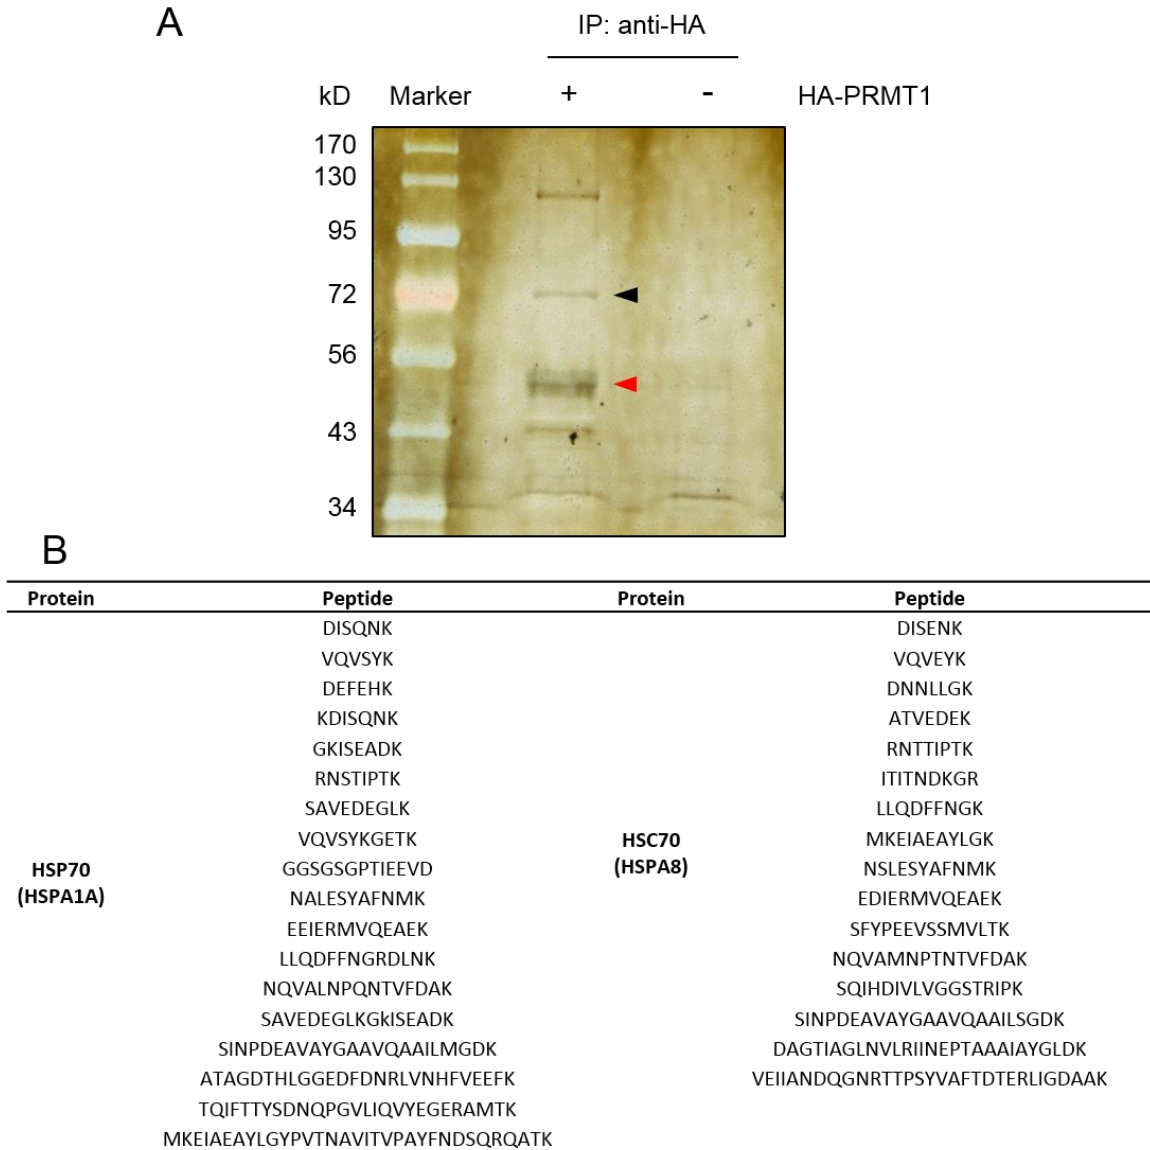 A
IP: anti-HA
kD Marker + - HA-PRMT1
170
130
95
72
56
43
34
B
Protein Peptide Protein Peptide
DISQNK DISENK
VQVSYK VQVEYK
DEFEHK DNNLLGK
KDISQNK ATVEDEK
GKISEADK RNTTIPTK
RNSTIPTK ITITNDKGR
SAVEDEGLK LLQDFFNGK
VQVSYKGETK HSC70 MKEIAEAYLGK
HSP70 GGSGSGPTIEEVD (HSPA8) NSLESYAFNMK
(HSPA1A) NALESYAFNMK EDIERMVQEAEK
EEIERMVQEAEK SFYPEEVSSMVLTK
LLQDFFNGRDLNK NQVAMNPTNTVFDAK
NQVALNPQNTVFDAK SQIHDIVLVGGSTRIPK
SAVEDEGLKGkISEADK SINPDEAVAYGAAVQAAILSGDK
SINPDEAVAYGAAVQAAILMGDK DAGTIAGLNVLRIINEPTAAAIAYGLDK
ATAGDTHLGGEDFDNRLVNHFVEEFK VEIIANDQGNRTTPSYVAFTDTERLIGDAAK
TQIFTTYSDNQPGVLIQVYEGERAMTK
MKEIAEAYLGYPVTNAVITVPAYFNDSQRQATK